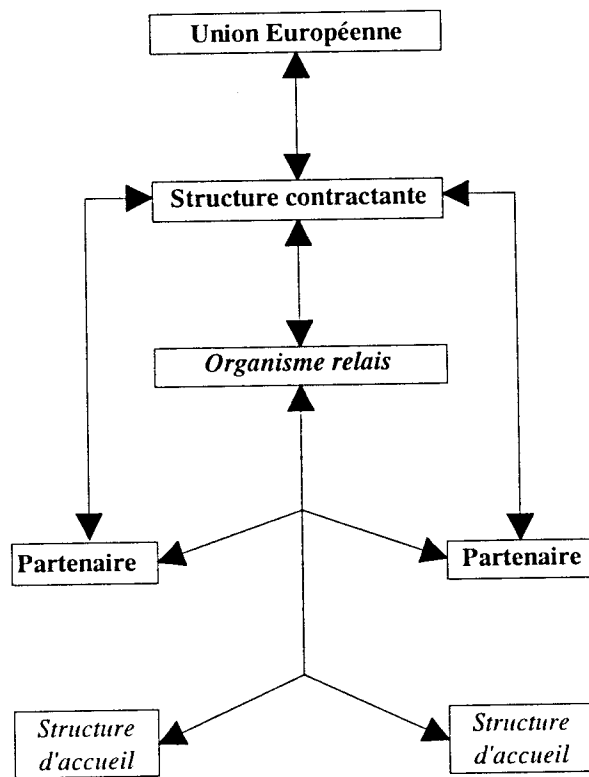 Union Européenne
Structure contractante
Organisme relais
Partenaire
Partenaire
Structure
d'accueil
Structure
d'accueil